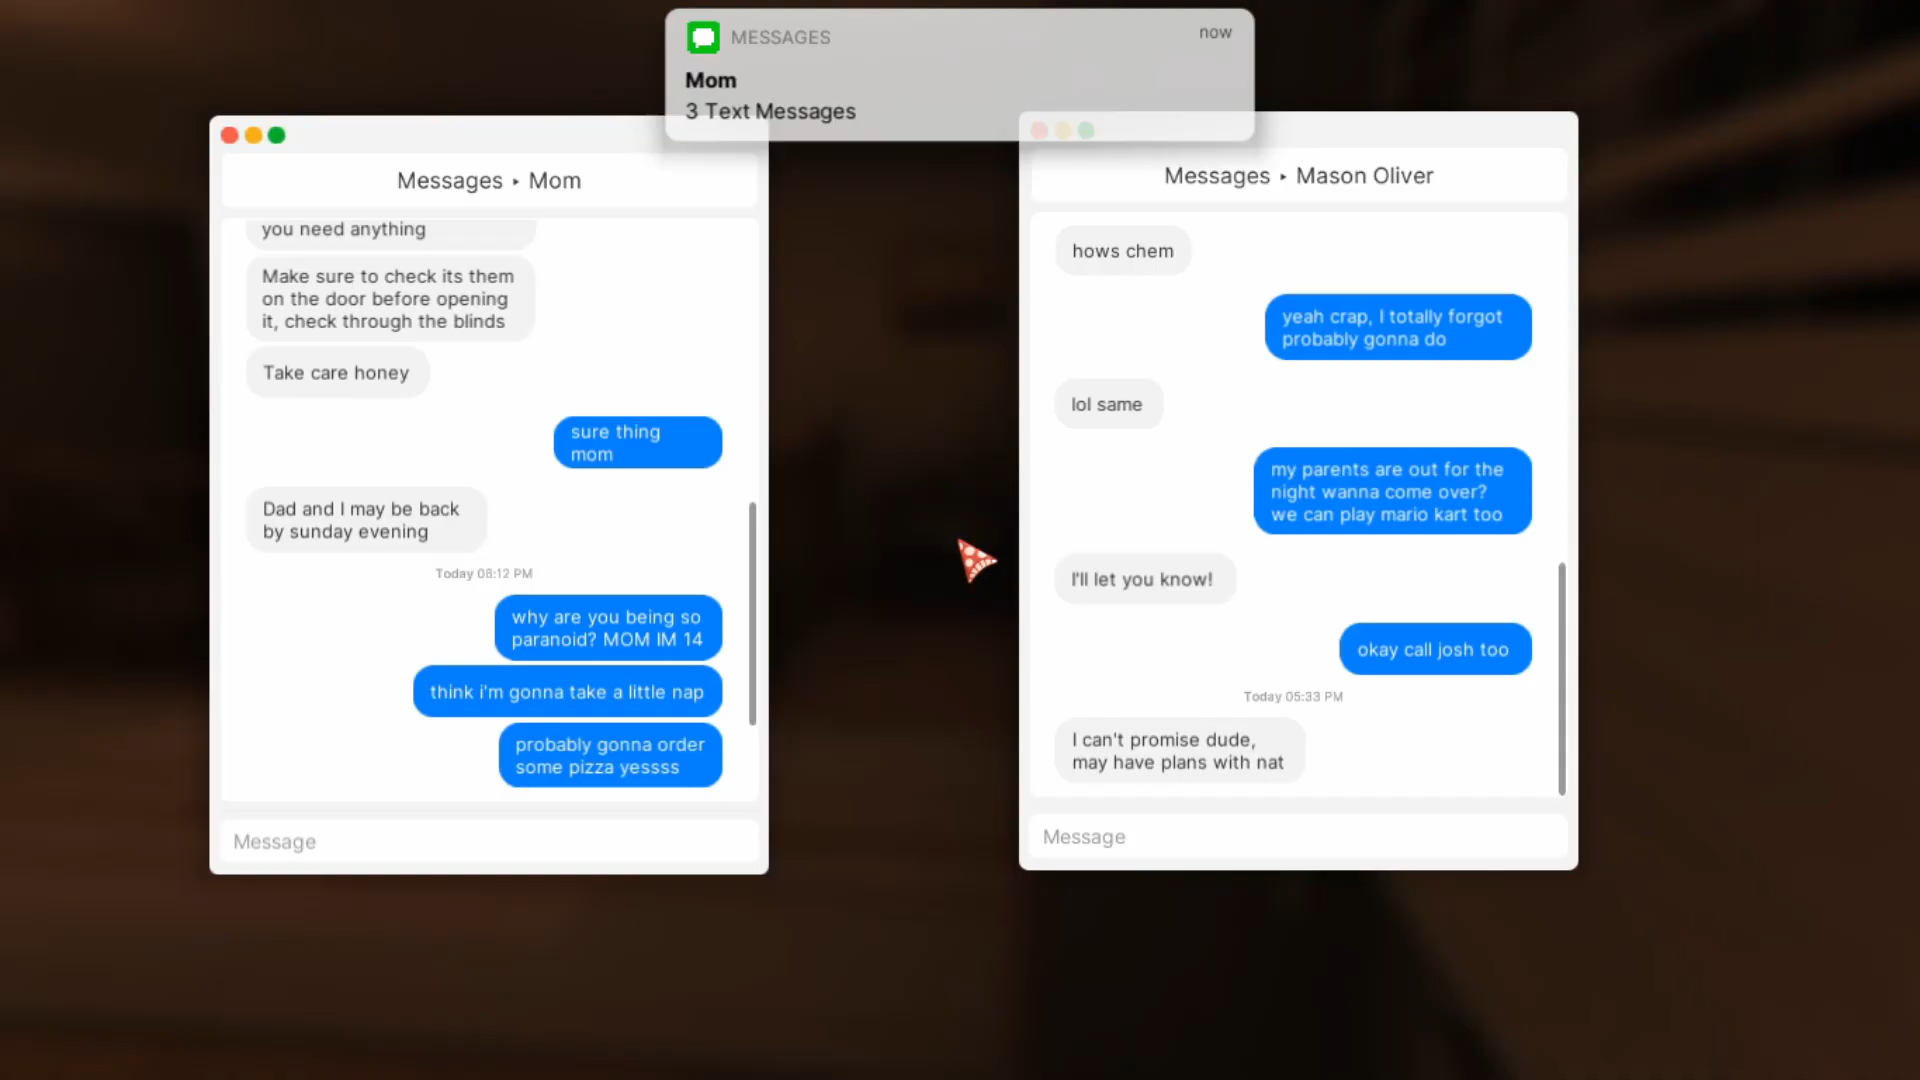 MESSAGES
now
Mom
3 Text Messages
Messages ▸ Mom
you need anything
Make sure to check its them
on the door before opening
it, check through the blinds
Take care honey
sure thing
mom
Dad and I may be back
by sunday evening
Today 08:12 PM
why are you being so
paranoid? MOM IM 14
think i'm gonna take a little nap
probably gonna order
some pizza yessss
Message
Messages ▸ Mason Oliver
hows chem
yeah crap, I totally forgot
probably gonna do
lol same
my parents are out for the
night wanna come over?
we can play mario kart too
I'll let you know!
okay call josh too
Today 05:33 PM
I can't promise dude,
may have plans with nat
Message